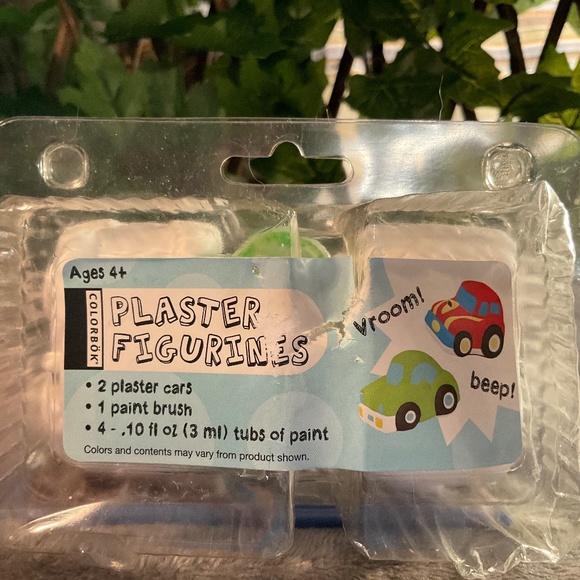 Ages 4+
COLORBÖK
PLASTER
FIGURINES
• 2 plaster cars
• 1 paint brush
• 4 - .10 fl oz (3 ml) tubs of paint
Colors and contents may vary from product shown.
vroom!
beep!